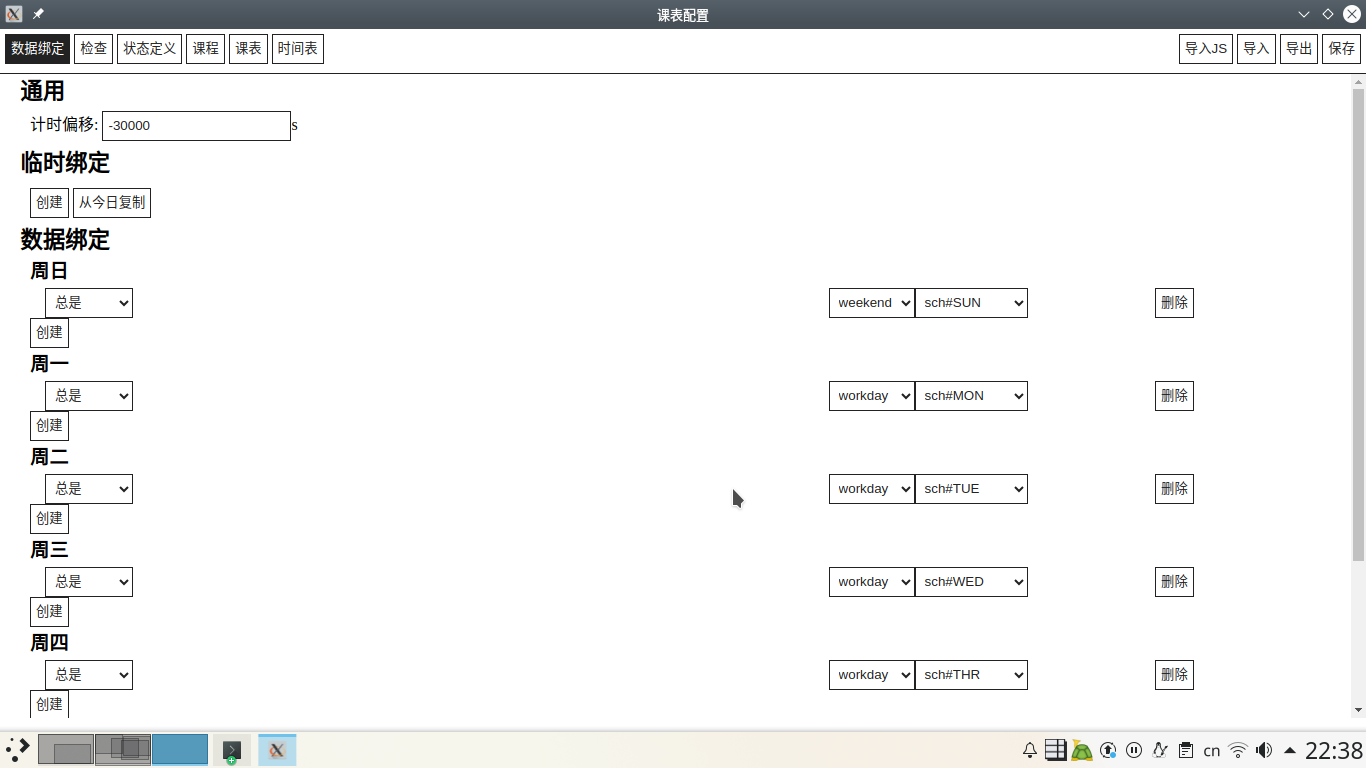 课表配置
数据绑定 检查 状态定义 课程 课表 时间表 导入JS 导入 导出 保存
通用
计时偏移: -30000 s
临时绑定
创建 从今日复制
数据绑定
周日
总是 weekend sch#SUN 删除
创建
周一
总是 workday sch#MON 删除
创建
周二
总是 workday sch#TUE 删除
创建
周三
总是 workday sch#WED 删除
创建
周四
总是 workday sch#THR 删除
创建
cn 22:38